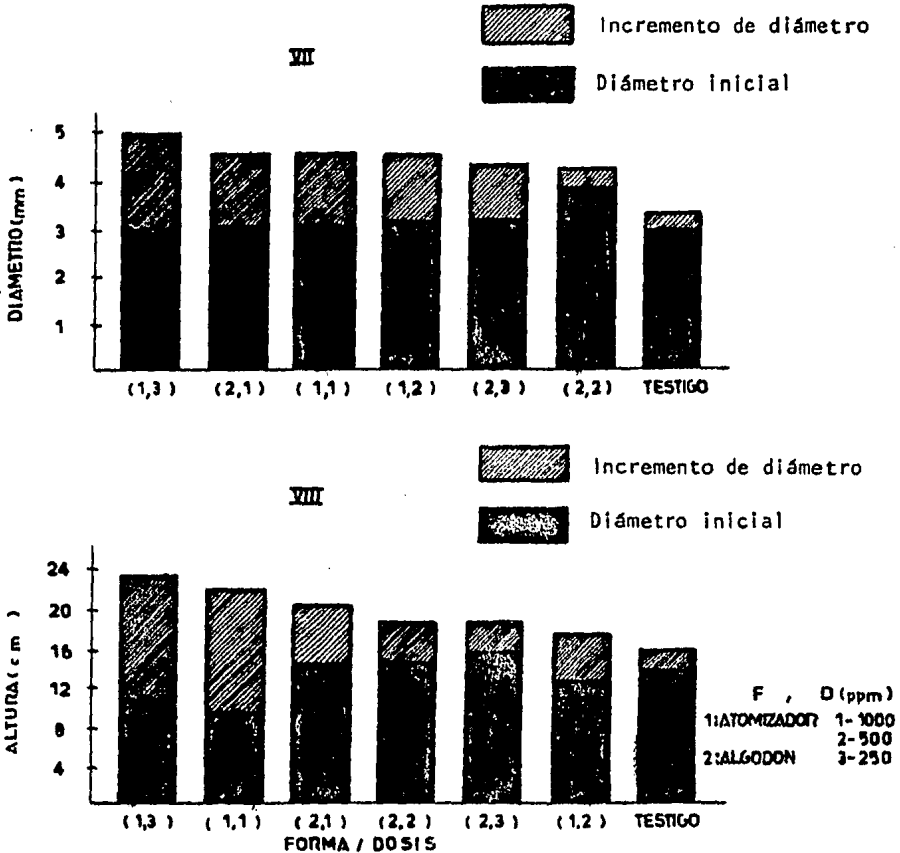 Incremento de diámetro
VII
Diámetro inicial
DIAMETRO (mm)
5
4
3
2
1
(1,3) (2,1) (1,1) (1,2) (2,3) (2,2) TESTIGO
Incremento de diámetro
VIII
Diámetro inicial
ALTURA (cm)
24
20
16
12
8
4
F , D (ppm)
1:ATOMIZADOR 1-1000
2-500
2:ALGODON 3-250
(1,3) (1,1) (2,1) (2,2) (2,3) (1,2) TESTIGO
FORMA / DOSIS